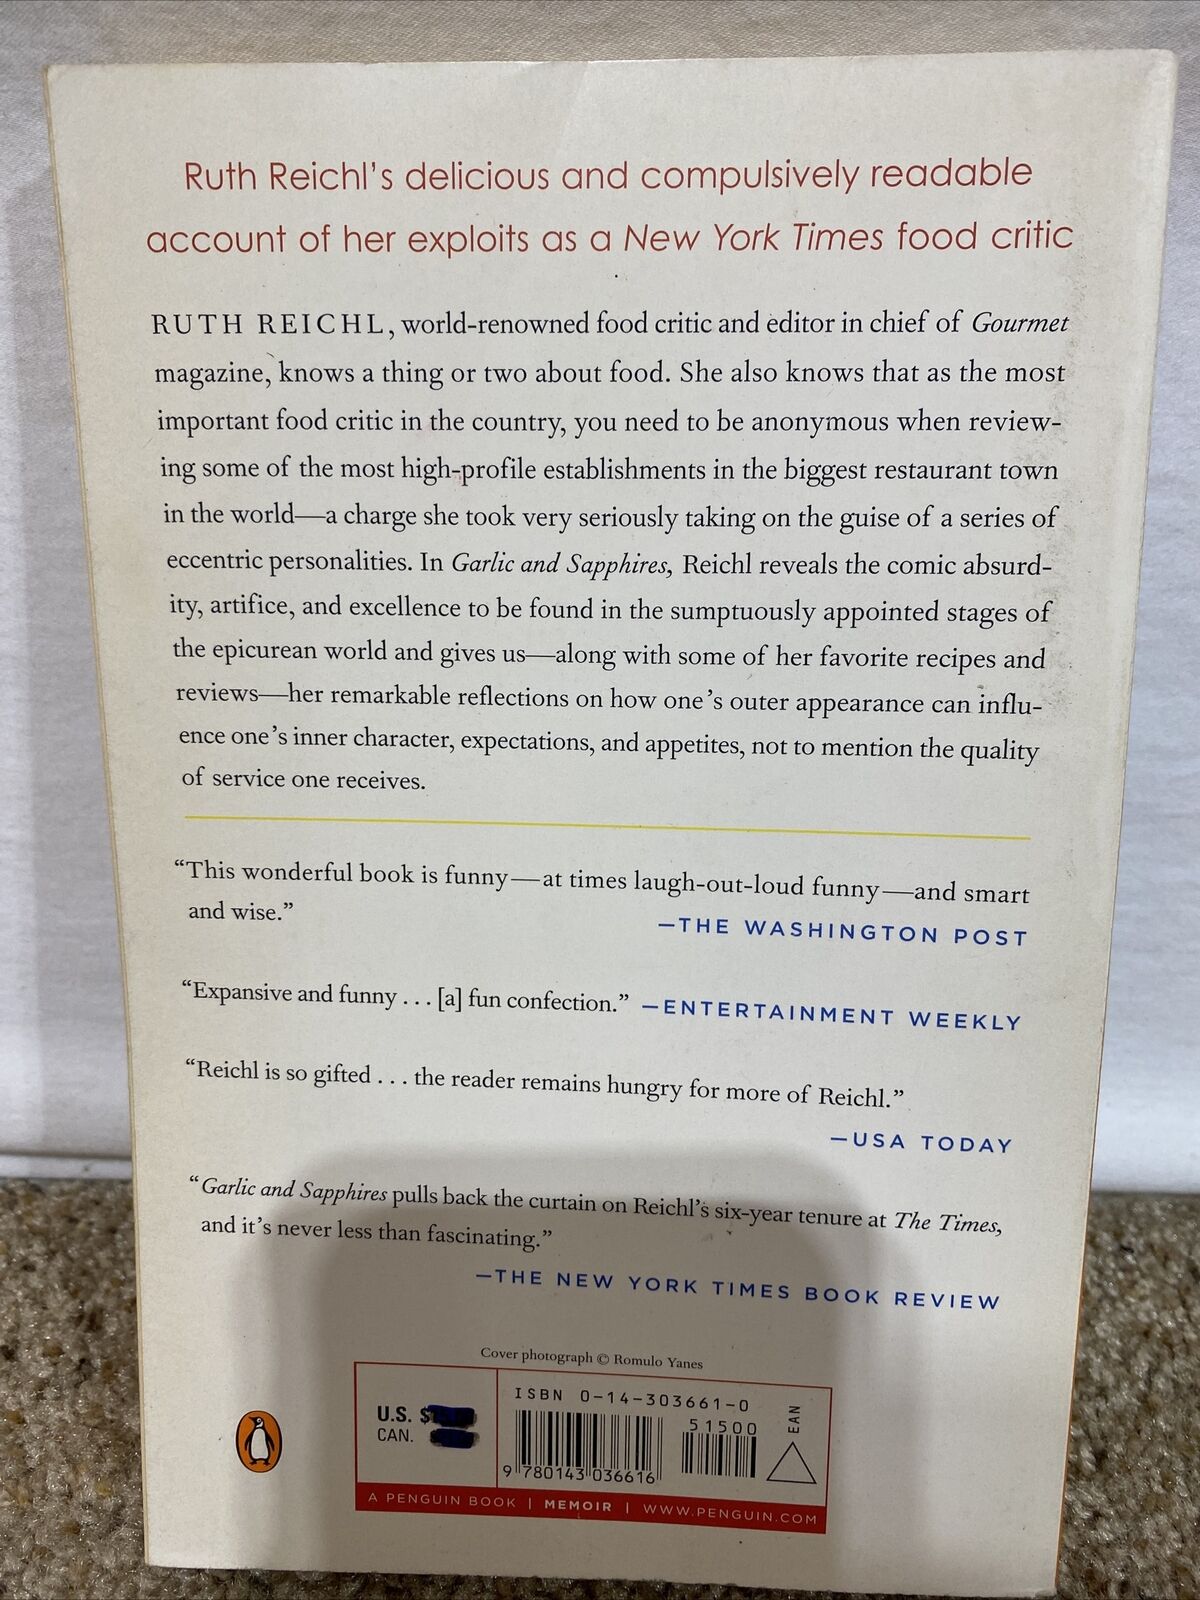 Ruth Reichl's delicious and compulsively readable
account of her exploits as a New York Times food critic
RUTH REICHL, world-renowned food critic and editor in chief of Gourmet
magazine, knows a thing or two about food. She also knows that as the most
important food critic in the country, you need to be anonymous when review-
ing some of the most high-profile establishments in the biggest restaurant town
in the world—a charge she took very seriously taking on the guise of a series of
eccentric personalities. In Garlic and Sapphires, Reichl reveals the comic absurd-
ity, artifice, and excellence to be found in the sumptuously appointed stages of
the epicurean world and gives us—along with some of her favorite recipes and
reviews—her remarkable reflections on how one's outer appearance can influ-
ence one's inner character, expectations, and appetites, not to mention the quality
of service one receives.
“This wonderful book is funny—at times laugh-out-loud funny—and smart
and wise.” —THE WASHINGTON POST
“Expansive and funny . . . [a] fun confection.” —ENTERTAINMENT WEEKLY
“Reichl is so gifted . . . the reader remains hungry for more of Reichl.”
—USA TODAY
“Garlic and Sapphires pulls back the curtain on Reichl's six-year tenure at The Times,
and it's never less than fascinating.”
—THE NEW YORK TIMES BOOK REVIEW
Cover photograph © Romulo Yanes
U.S. $
CAN.
ISBN 0-14-303661-0
51500
EAN
9 780143 036616
A PENGUIN BOOK | MEMOIR | WWW.PENGUIN.COM